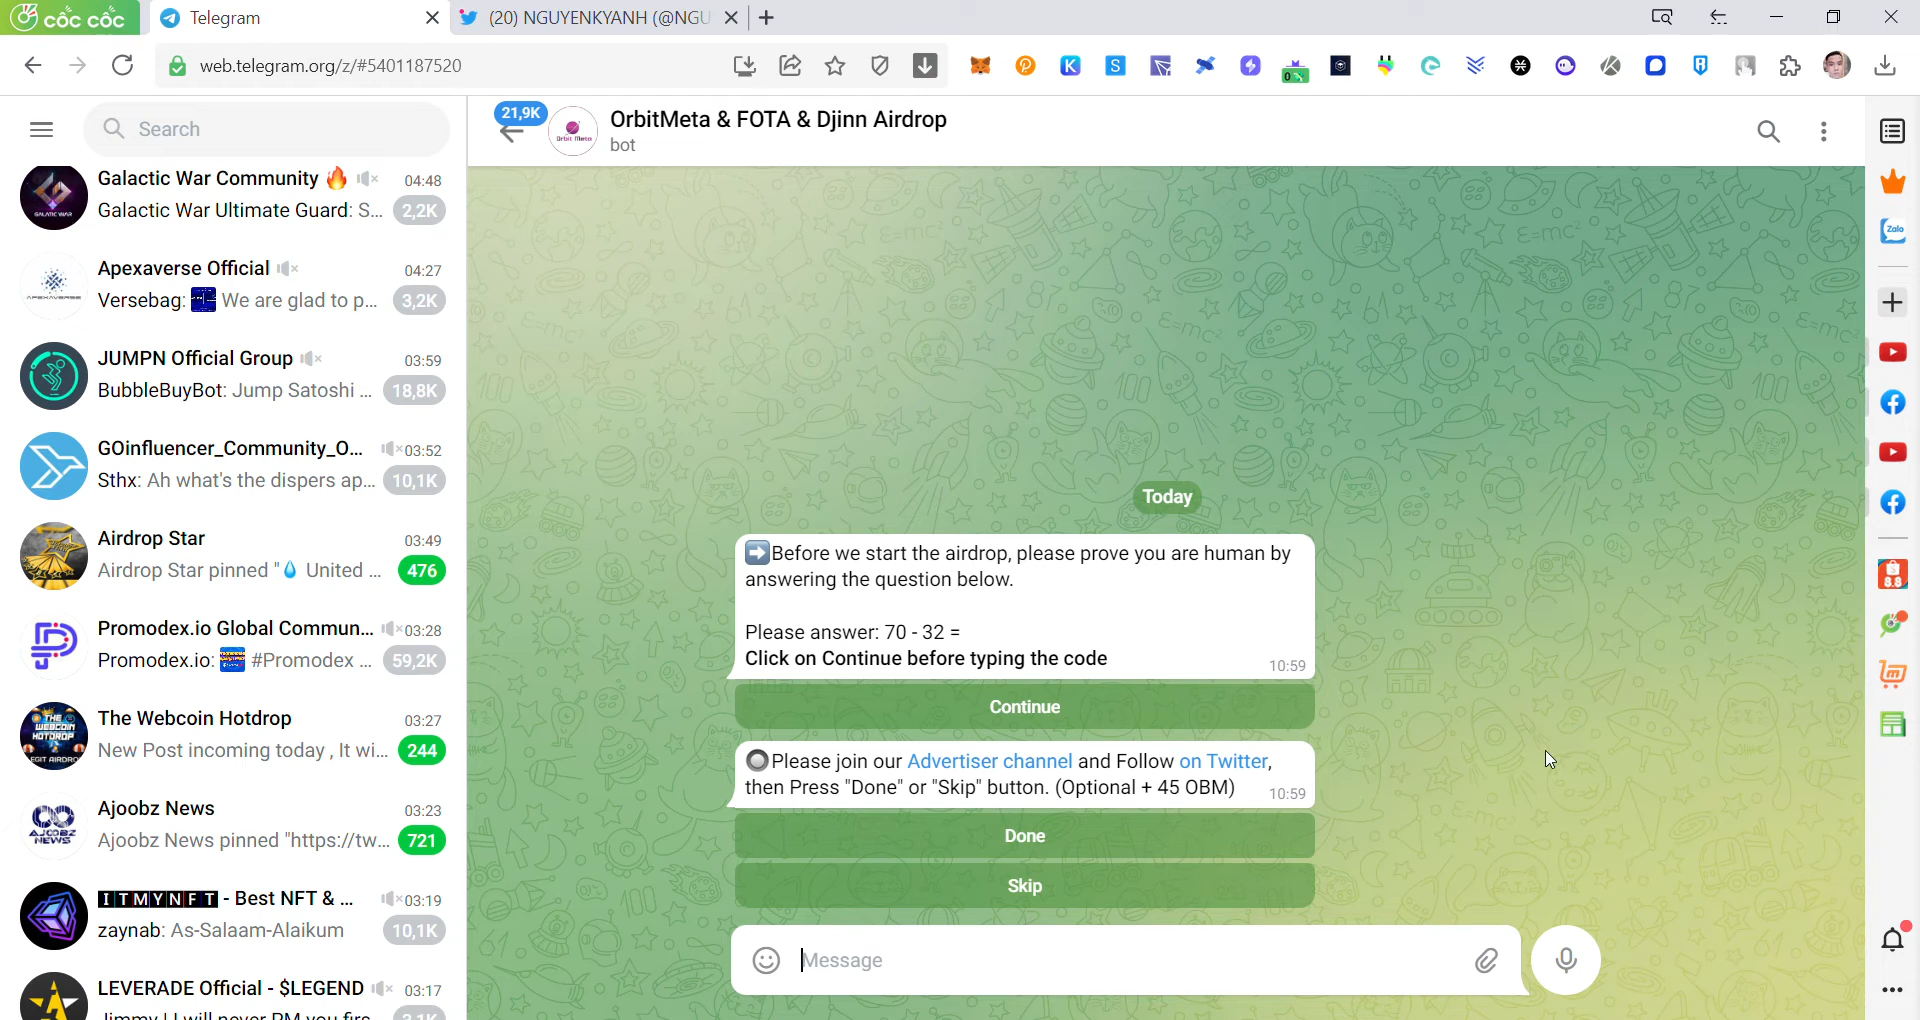 cốc cốc
Telegram
(20) NGUYENKYANH (@NGU
web.telegram.org/z/#5401187520
Search
Galactic War Community 🔥 04:48
Galactic War Ultimate Guard: S... 2,2K
Apexaverse Official 04:27
Versebag: We are glad to p... 3,2K
JUMPN Official Group 03:59
BubbleBuyBot: Jump Satoshi ... 18,8K
GOinfluencer_Community_O... 03:52
Sthx: Ah what's the dispers ap... 10,1K
Airdrop Star 03:49
Airdrop Star pinned "💧 United ... 476
Promodex.io Global Commun... 03:28
Promodex.io: #Promodex ... 59,2K
The Webcoin Hotdrop 03:27
New Post incoming today , It wi... 244
Ajoobz News 03:23
Ajoobz News pinned "https://tw... 721
ITMYNFT - Best NFT & ... 03:19
zaynab: As-Salaam-Alaikum 10,1K
LEVERADE Official - $LEGEND 03:17
21,9K
Orbit Meta
OrbitMeta & FOTA & Djinn Airdrop
bot
Today
➡️Before we start the airdrop, please prove you are human by
answering the question below.
Please answer: 70 - 32 =
Click on Continue before typing the code 10:59
Continue
🔘Please join our Advertiser channel and Follow on Twitter,
then Press "Done" or "Skip" button. (Optional + 45 OBM) 10:59
Done
Skip
Message
Zalo
8.8